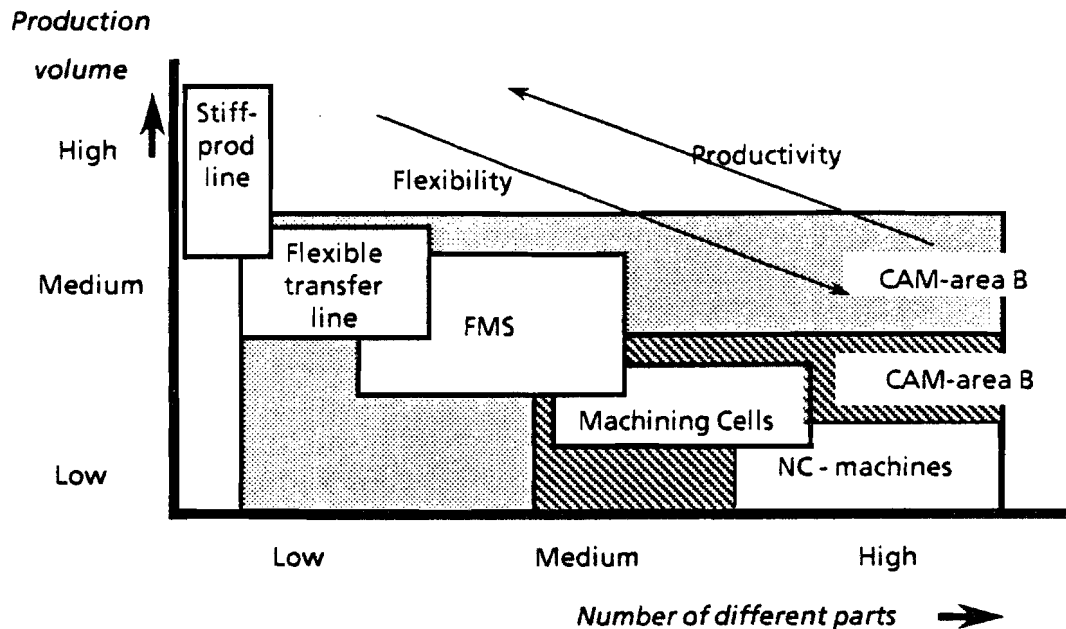 Production
volume
High
Medium
Low
Stiff-
prod
line
Flexibility
Productivity
Flexible
transfer
line
FMS
CAM-area B
CAM-area B
Machining Cells
NC - machines
Low
Medium
High
Number of different parts